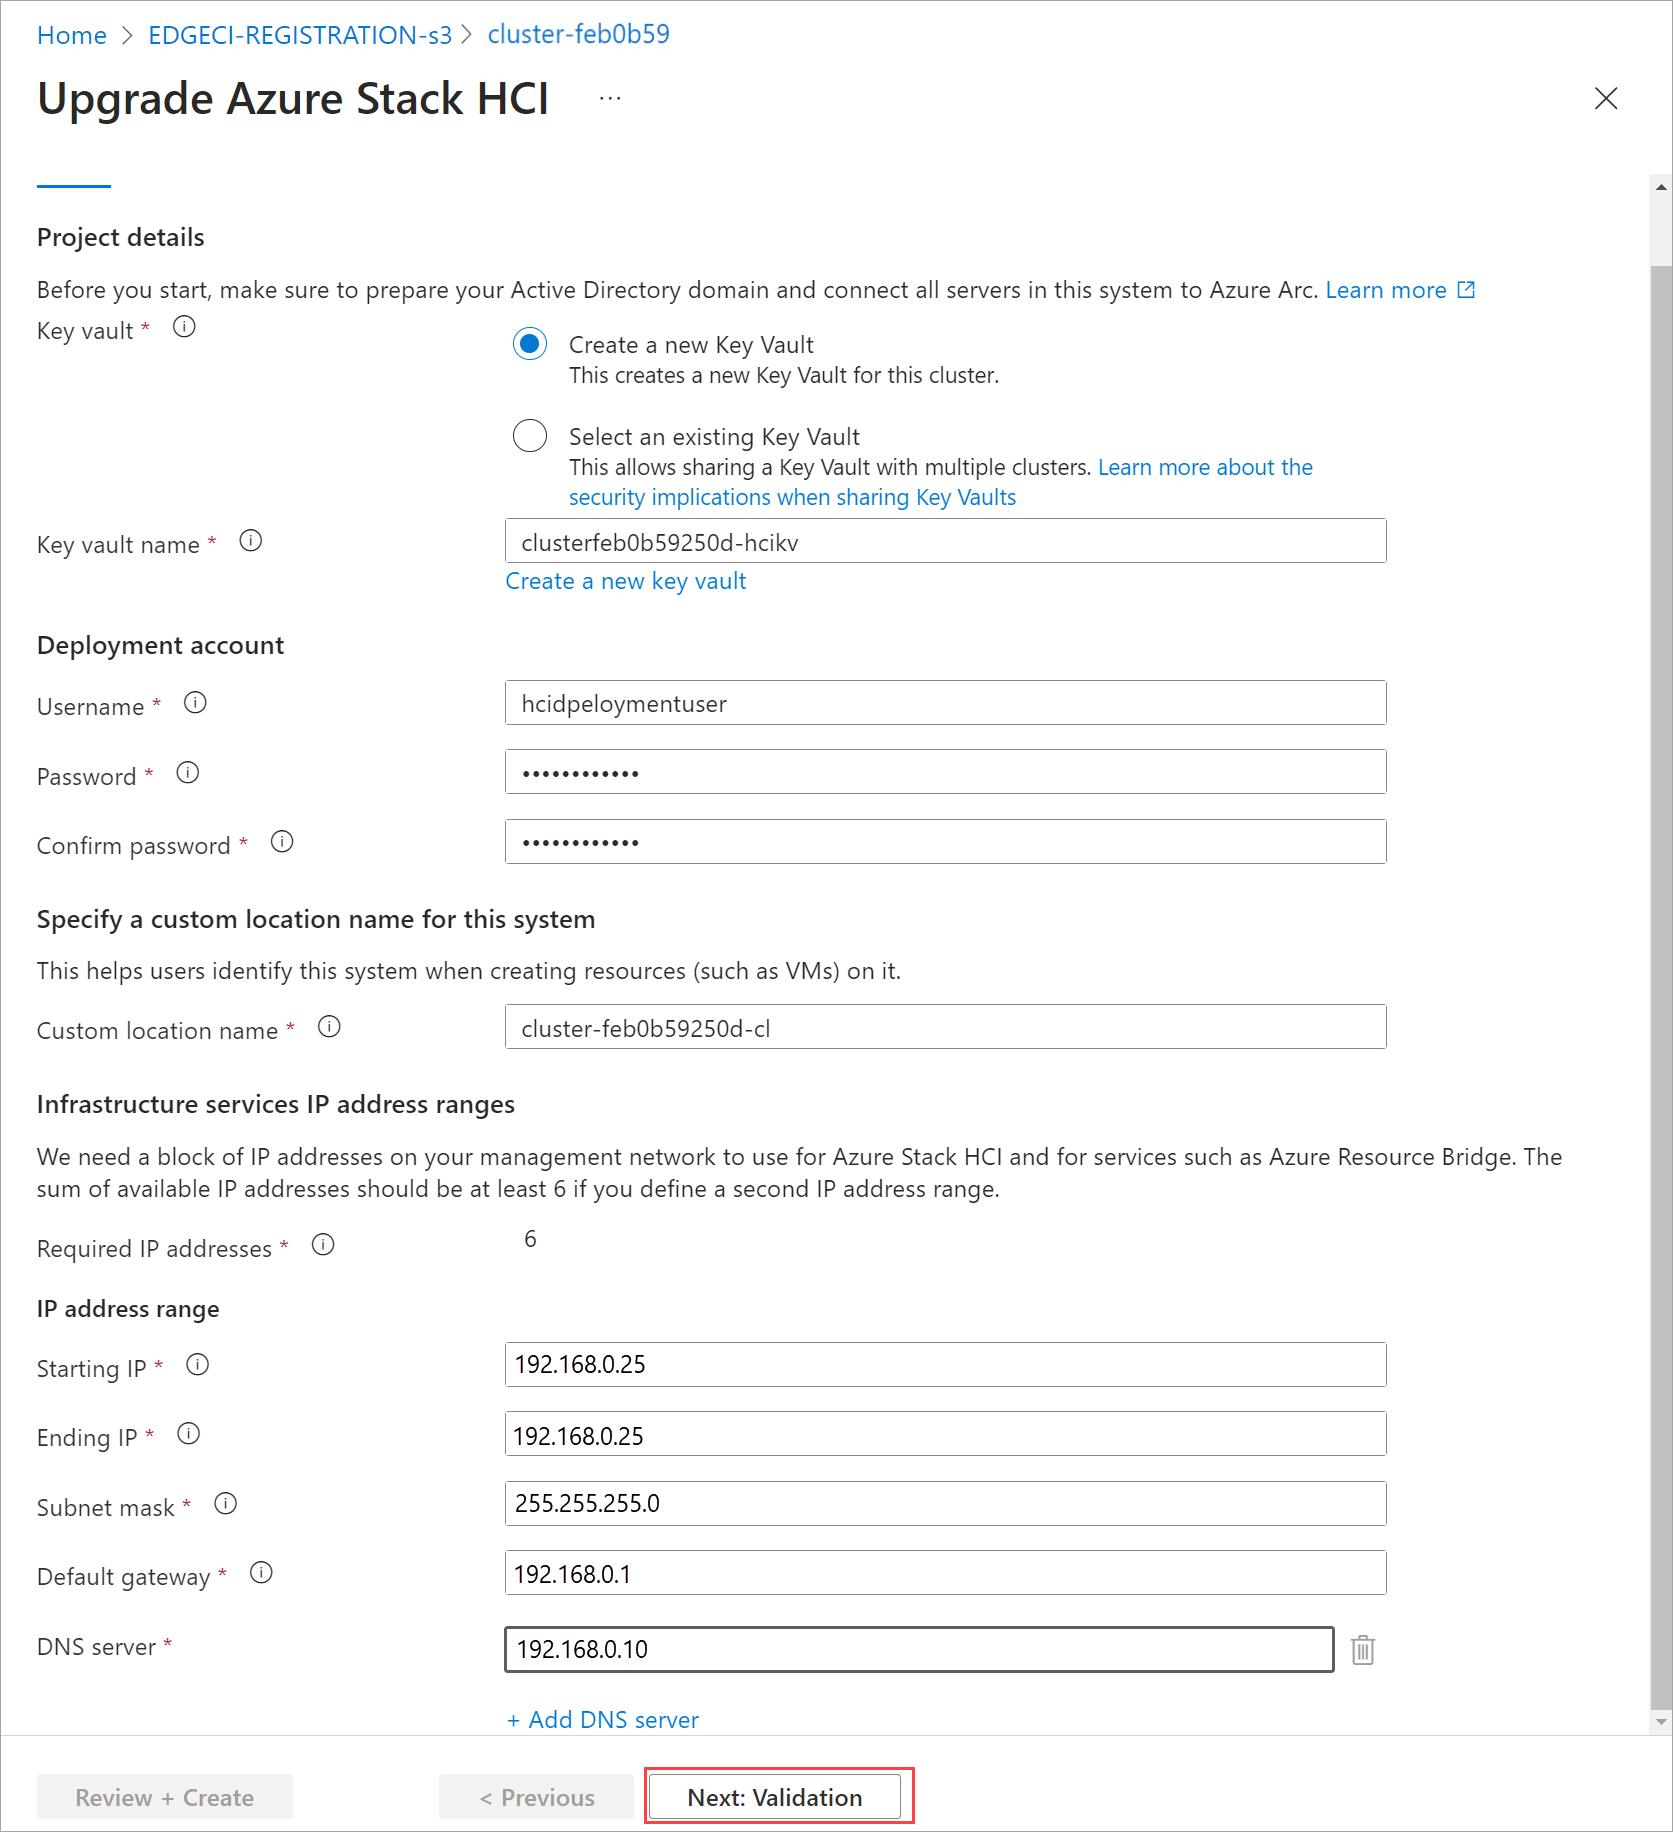 Home > EDGECI-REGISTRATION-s3 > cluster-feb0b59
Upgrade Azure Stack HCI ...
Project details
Before you start, make sure to prepare your Active Directory domain and connect all servers in this system to Azure Arc. Learn more
Key vault *
Create a new Key Vault
This creates a new Key Vault for this cluster.
Select an existing Key Vault
This allows sharing a Key Vault with multiple clusters. Learn more about the
security implications when sharing Key Vaults
Key vault name * clusterfeb0b59250d-hcikv
Create a new key vault
Deployment account
Username * hcidpeloymentuser
Password * ••••••••••••
Confirm password * ••••••••••••
Specify a custom location name for this system
This helps users identify this system when creating resources (such as VMs) on it.
Custom location name * cluster-feb0b59250d-cl
Infrastructure services IP address ranges
We need a block of IP addresses on your management network to use for Azure Stack HCI and for services such as Azure Resource Bridge. The
sum of available IP addresses should be at least 6 if you define a second IP address range.
Required IP addresses * 6
IP address range
Starting IP * 192.168.0.25
Ending IP * 192.168.0.25
Subnet mask * 255.255.255.0
Default gateway * 192.168.0.1
DNS server * 192.168.0.10
+ Add DNS server
Review + Create < Previous Next: Validation